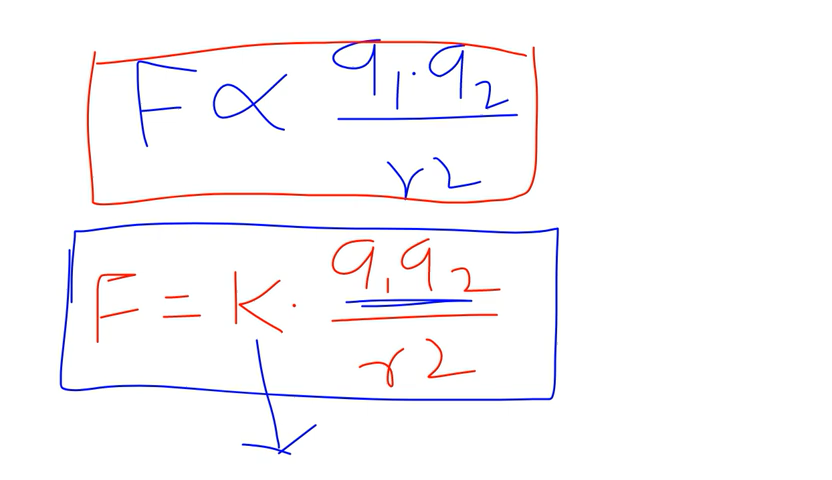 F ∝ q₁.q₂ / r2
F = K. q₁q₂ / r2